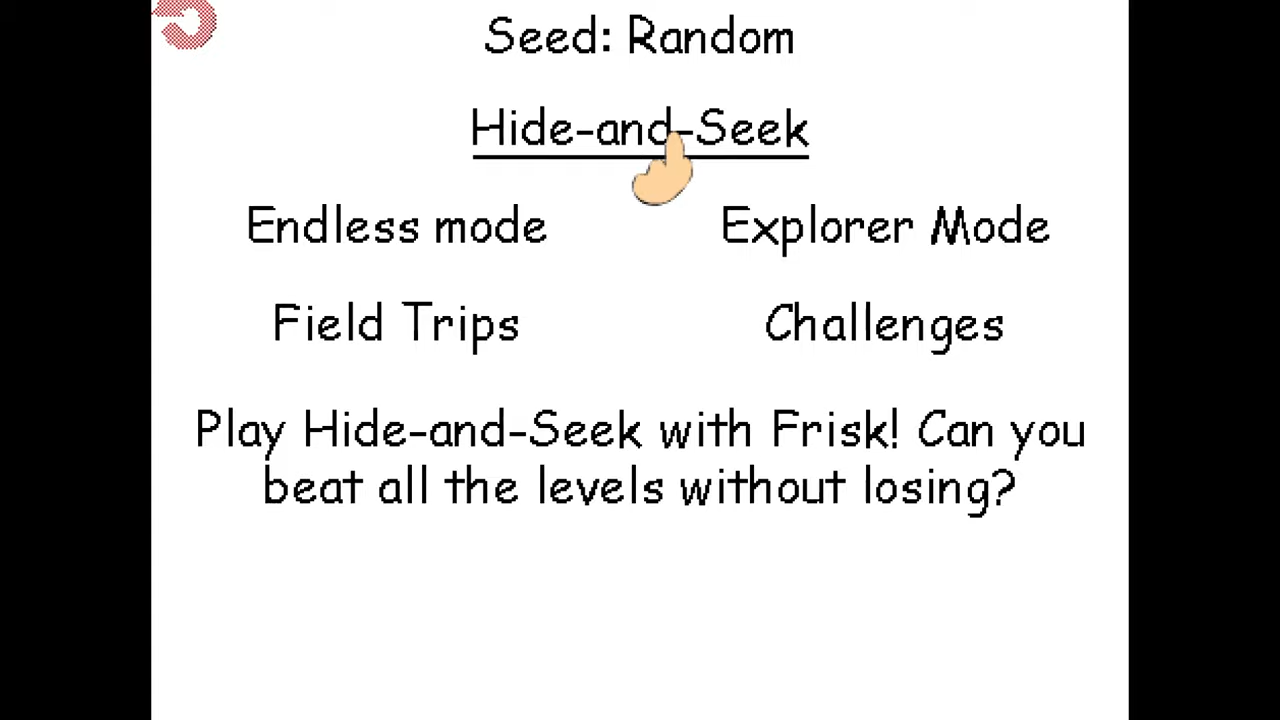 Seed: Random
Hide-and-Seek
Endless mode
Explorer Mode
Field Trips
Challenges
Play Hide-and-Seek with Frisk! Can you
beat all the levels without losing?